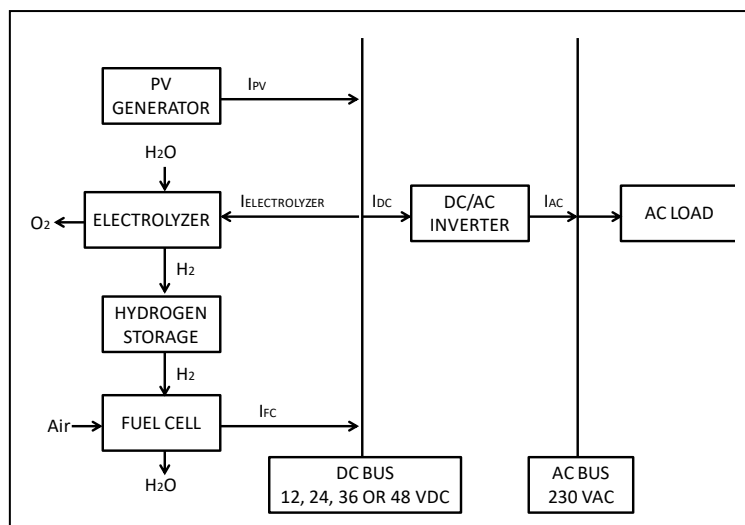 PV
GENERATOR
IPV
H2O
O2
ELECTROLYZER
IELECTROLYZER
IDC
DC/AC
INVERTER
IAC
AC LOAD
H2
HYDROGEN
STORAGE
H2
Air
FUEL CELL
IFC
H2O
DC BUS
12, 24, 36 OR 48 VDC
AC BUS
230 VAC